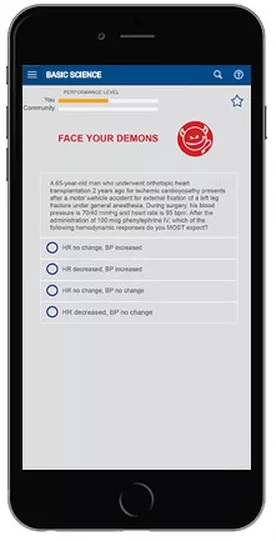 BASIC SCIENCE
PERFORMANCE LEVEL
You
Community
FACE YOUR DEMONS
A 65-year-old man who underwent orthotopic heart
transplantation 2 years ago for ischemic cardioyopathy presents
after a motor vehicle accident for external fixation of a left leg
fracture under general anesthesia. During surgery, his blood
pressure is 70/40 mmHg and heart rate is 95 bpm. After the
administration of 100 mcg phenylephrine IV, which of the
following hemodynamic responses do you MOST expect?
HR no change, BP increased
HR decreased, BP increased
HR no change, BP no change
HR decreased, BP no change